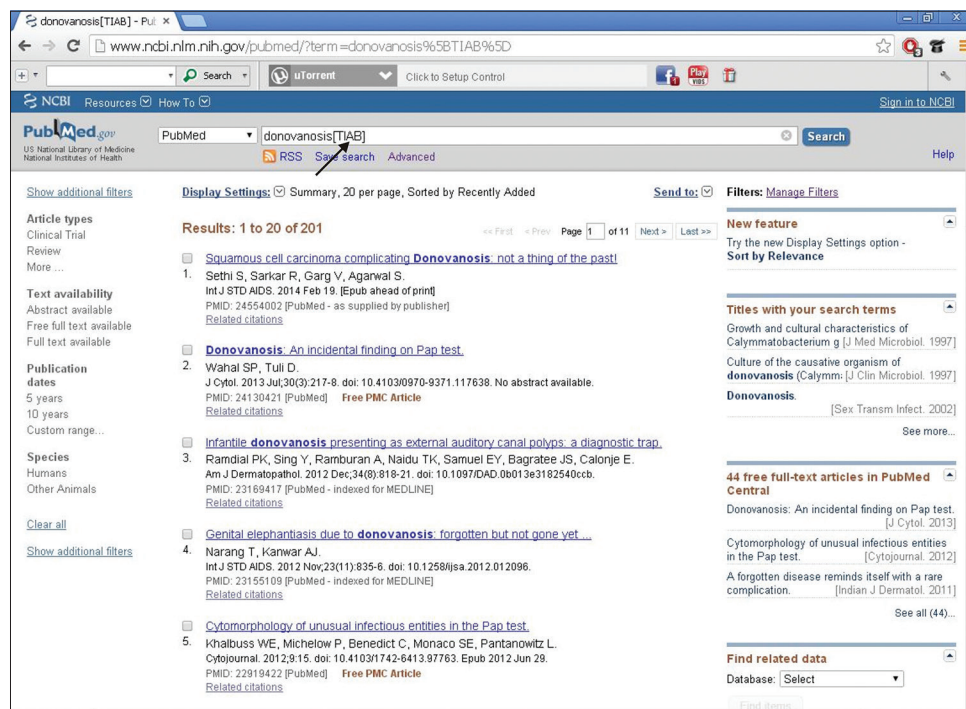 donovanosis[TIAB] - Pul
www.ncbi.nlm.nih.gov/pubmed/?term=donovanosis%5BTIAB%5D
Search
uTorrent
Click to Setup Control
Play
NCBI Resources How To
Sign in to NCBI
PubMed.gov
US National Library of Medicine
National Institutes of Health
PubMed
donovanosis[TIAB]
Search
RSS Save search Advanced
Help
Show additional filters
Article types
Clinical Trial
Review
More ...
Text availability
Abstract available
Free full text available
Full text available
Publication
dates
5 years
10 years
Custom range...
Species
Humans
Other Animals
Clear all
Show additional filters
Display Settings: Summary, 20 per page, Sorted by Recently Added
Send to:
Results: 1 to 20 of 201
<< First < Prev Page 1 of 11 Next > Last >>
Squamous cell carcinoma complicating Donovanosis: not a thing of the past!
1. Sethi S, Sarkar R, Garg V, Agarwal S.
Int J STD AIDS. 2014 Feb 19. [Epub ahead of print]
PMID: 24554002 [PubMed - as supplied by publisher]
Related citations
Donovanosis: An incidental finding on Pap test.
2. Wahal SP, Tuli D.
J Cytol. 2013 Jul;30(3):217-8. doi: 10.4103/0970-9371.117638. No abstract available.
PMID: 24130421 [PubMed] Free PMC Article
Related citations
Infantile donovanosis presenting as external auditory canal polyps: a diagnostic trap.
3. Ramdial PK, Sing Y, Ramburan A, Naidu TK, Samuel EY, Bagratee JS, Calonje E.
Am J Dermatopathol. 2012 Dec;34(8):818-21. doi: 10.1097/DAD.0b013e3182540ccb.
PMID: 23169417 [PubMed - indexed for MEDLINE]
Related citations
Genital elephantiasis due to donovanosis: forgotten but not gone yet ...
4. Narang T, Kanwar AJ.
Int J STD AIDS. 2012 Nov;23(11):835-6. doi: 10.1258/ijsa.2012.012096.
PMID: 23155109 [PubMed - indexed for MEDLINE]
Related citations
Cytomorphology of unusual infectious entities in the Pap test.
5. Khalbuss WE, Michelow P, Benedict C, Monaco SE, Pantanowitz L.
Cytojournal. 2012;9:15. doi: 10.4103/1742-6413.97763. Epub 2012 Jun 29.
PMID: 22919422 [PubMed] Free PMC Article
Related citations
Filters: Manage Filters
New feature
Try the new Display Settings option -
Sort by Relevance
Titles with your search terms
Growth and cultural characteristics of
Calymmatobacterium g [J Med Microbiol. 1997]
Culture of the causative organism of
donovanosis (Calymm: [J Clin Microbiol. 1997]
Donovanosis.
[Sex Transm Infect. 2002]
See more...
44 free full-text articles in PubMed
Central
Donovanosis: An incidental finding on Pap test.
[J Cytol. 2013]
Cytomorphology of unusual infectious entities
in the Pap test. [Cytojournal. 2012]
A forgotten disease reminds itself with a rare
complication. [Indian J Dermatol. 2011]
See all (44)...
Find related data
Database: Select
Find items